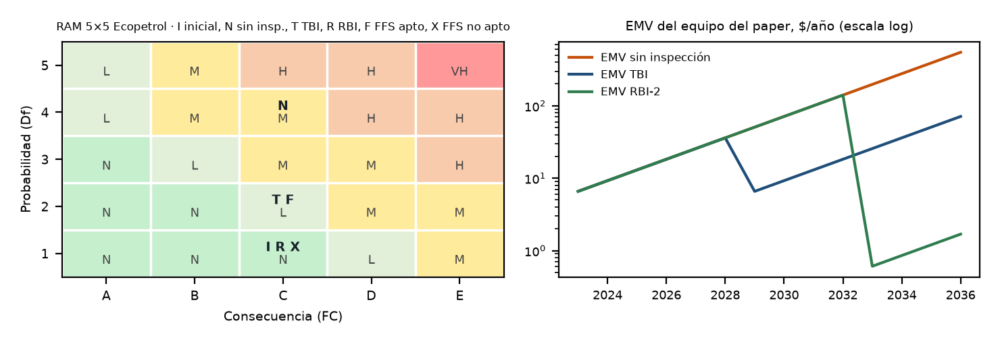 RAM 5×5 Ecopetrol · I inicial, N sin insp., T TBI, R RBI, F FFS apto, X FFS no apto
Probabilidad (Df)
5 L M H H VH
N
4 L M M H H
3 N L M M H
T F
2 N N L M M
I R X
1 N N N L M
A B C D E
Consecuencia (FC)
EMV del equipo del paper, $/año (escala log)
EMV sin inspección
EMV TBI
EMV RBI-2
10²
10¹
10⁰
2024 2026 2028 2030 2032 2034 2036